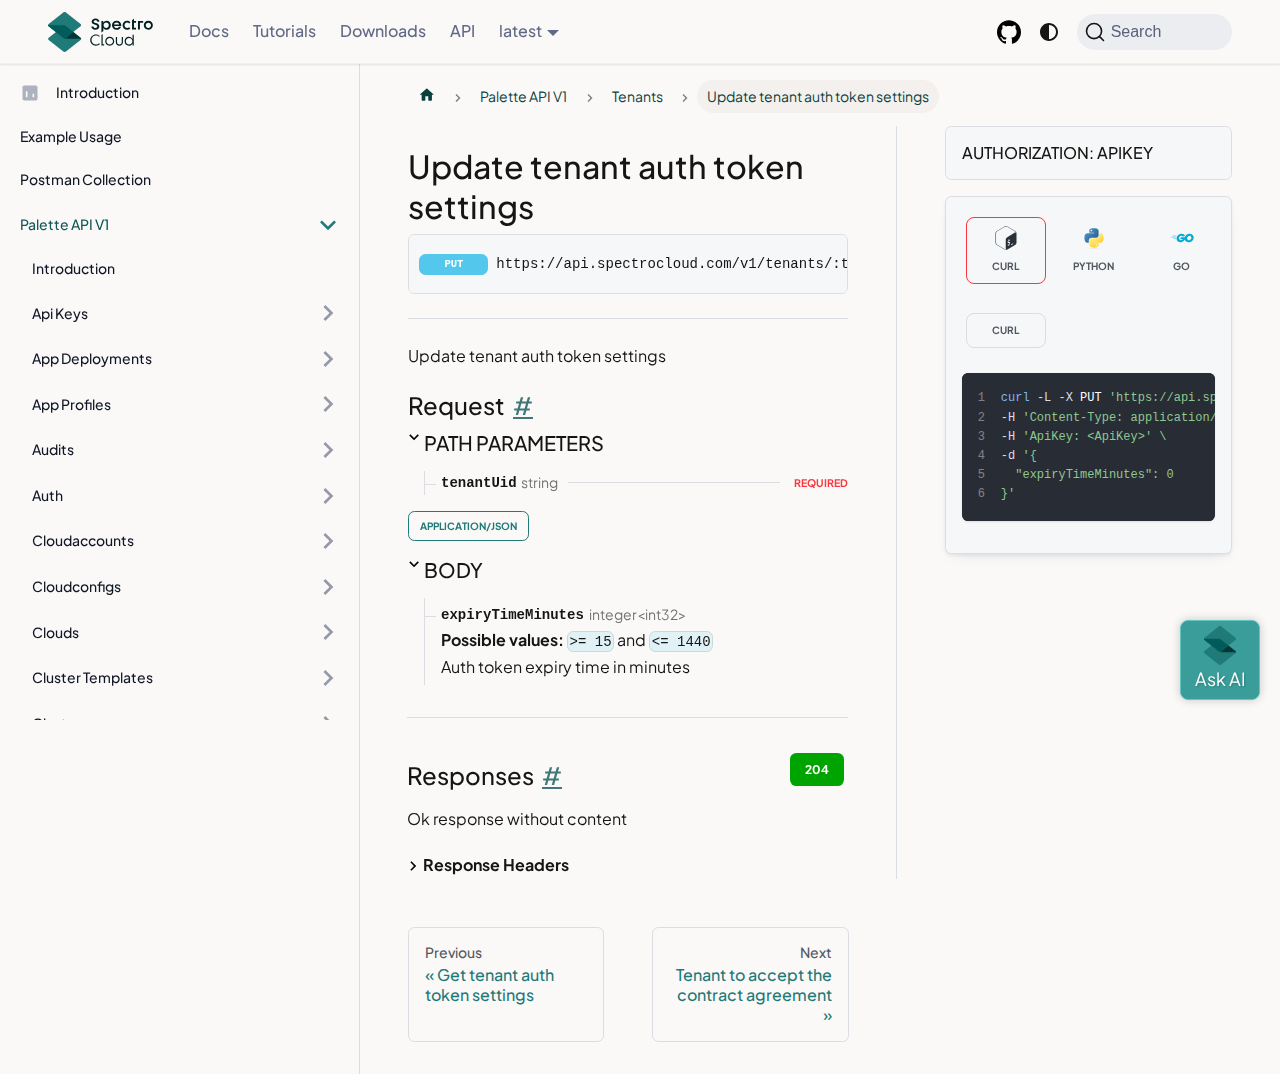 Spectro Cloud
Docs
Tutorials
Downloads
API
latest
Search
Introduction
Example Usage
Postman Collection
Palette API V1
Introduction
Api Keys
App Deployments
App Profiles
Audits
Auth
Cloudaccounts
Cloudconfigs
Clouds
Cluster Templates
Palette API V1
Tenants
Update tenant auth token settings
Update tenant auth token
settings
PUT https://api.spectrocloud.com/v1/tenants/:t
Update tenant auth token settings
Request #
PATH PARAMETERS
tenantUid string REQUIRED
APPLICATION/JSON
BODY
expiryTimeMinutes integer<int32>
Possible values: >= 15 and <= 1440
Auth token expiry time in minutes
Responses #
204
Ok response without content
Response Headers
Previous
« Get tenant auth
token settings
Next
Tenant to accept the
contract agreement
»
AUTHORIZATION: APIKEY
CURL
PYTHON
GO
GO
CURL
1 curl -L -X PUT 'https://api.sp
2 -H 'Content-Type: application/
3 -H 'ApiKey: <ApiKey>' \
4 -d '{
5 "expiryTimeMinutes": 0
6 }'
Ask AI